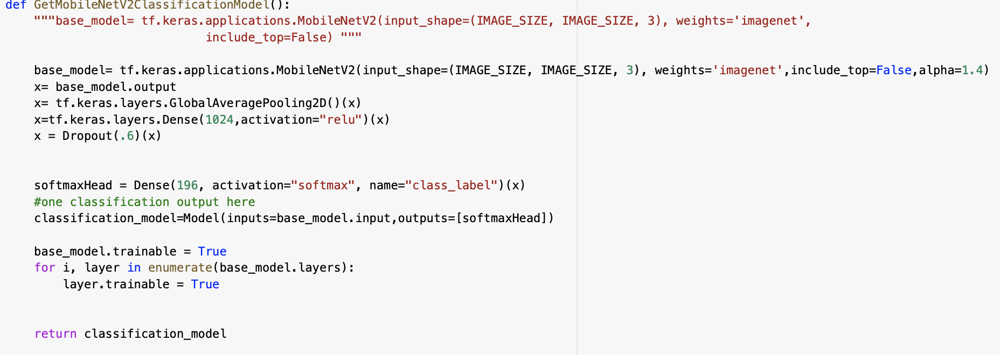 def GetMobileNetV2ClassificationModel():
    """base_model= tf.keras.applications.MobileNetV2(input_shape=(IMAGE_SIZE, IMAGE_SIZE, 3), weights='imagenet',
                            include_top=False) """
    base_model= tf.keras.applications.MobileNetV2(input_shape=(IMAGE_SIZE, IMAGE_SIZE, 3), weights='imagenet',include_top=False,alpha=1.4)
    x= base_model.output
    x= tf.keras.layers.GlobalAveragePooling2D()(x)
    x=tf.keras.layers.Dense(1024,activation="relu")(x)
    x = Dropout(.6)(x)
    softmaxHead = Dense(196, activation="softmax", name="class_label")(x)
    #one classification output here
    classification_model=Model(inputs=base_model.input,outputs=[softmaxHead])
    base_model.trainable = True
    for i, layer in enumerate(base_model.layers):
        layer.trainable = True
    return classification_model